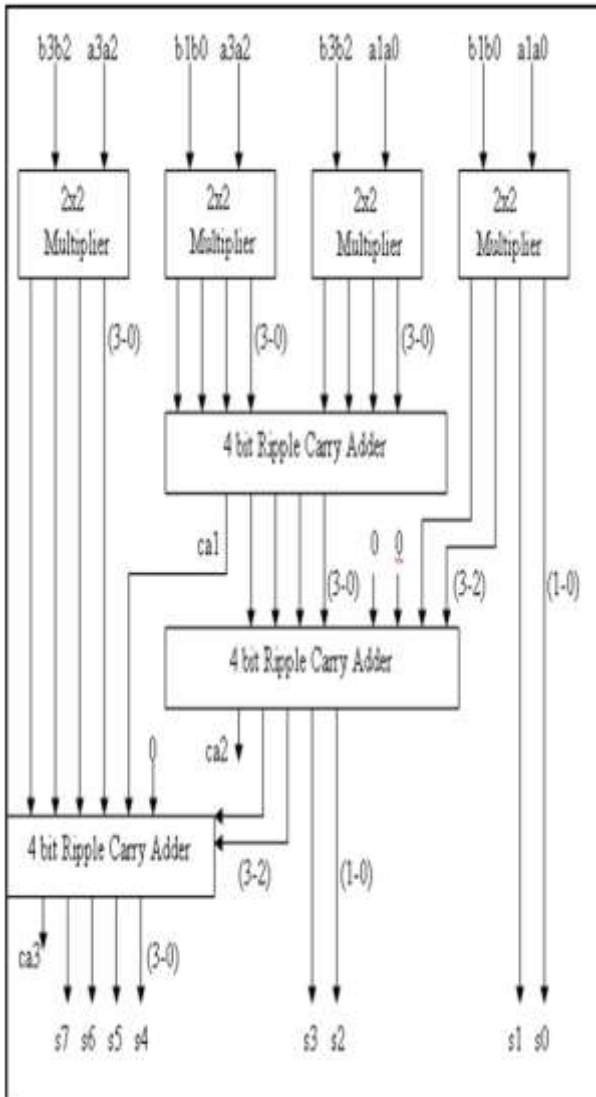 b3b2 a3a2 b1b0 a3a2 b3b2 a1a0 b1b0 a1a0
2x2 2x2 2x2 2x2
Multiplier Multiplier Multiplier Multiplier
(3-0) (3-0) (3-0)
4 bit Ripple Carry Adder
ca1 0 0
(3-0) (3-2) (1-0)
4 bit Ripple Carry Adder
0 ca2
4 bit Ripple Carry Adder
(3-2) (1-0)
ca3 (3-0)
s7 s6 s5 s4 s3 s2 s1 s0